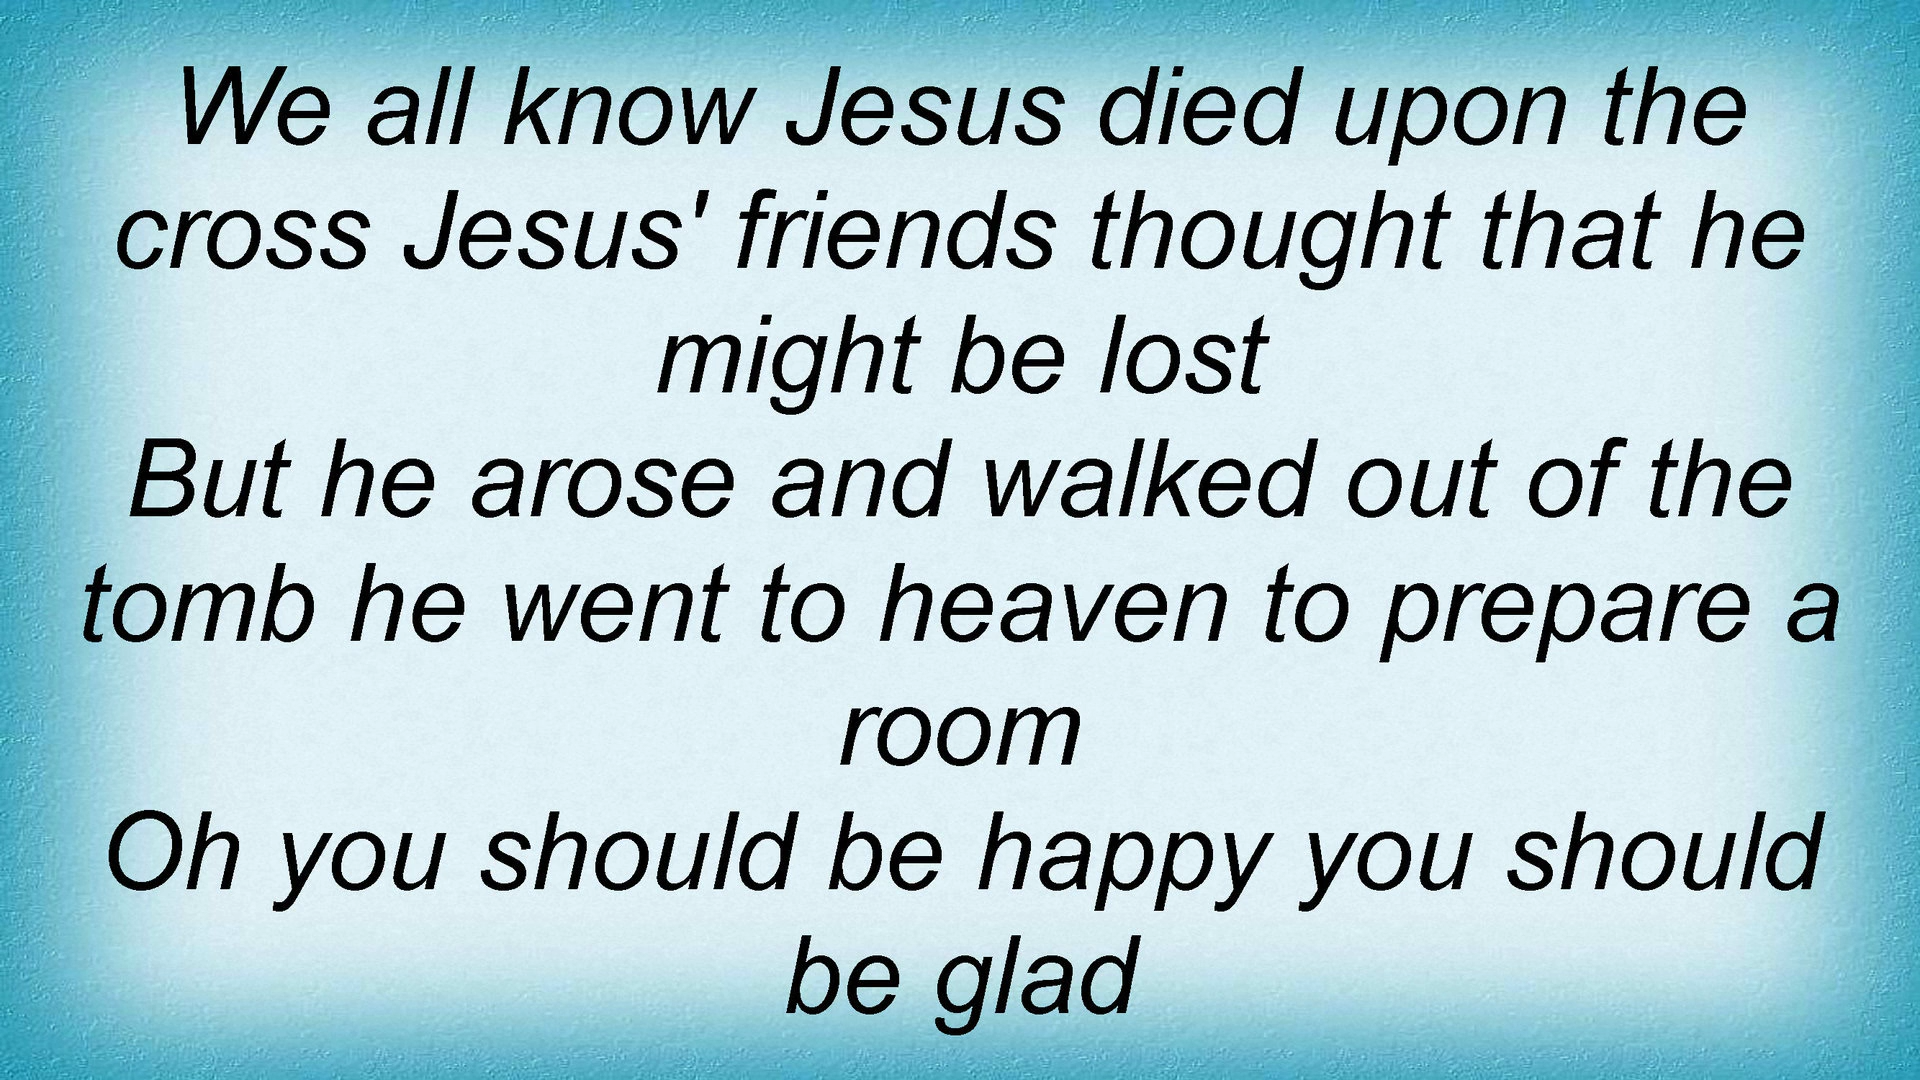 We all know Jesus died upon the
cross Jesus' friends thought that he
might be lost
But he arose and walked out of the
tomb he went to heaven to prepare a
room
Oh you should be happy you should
be glad